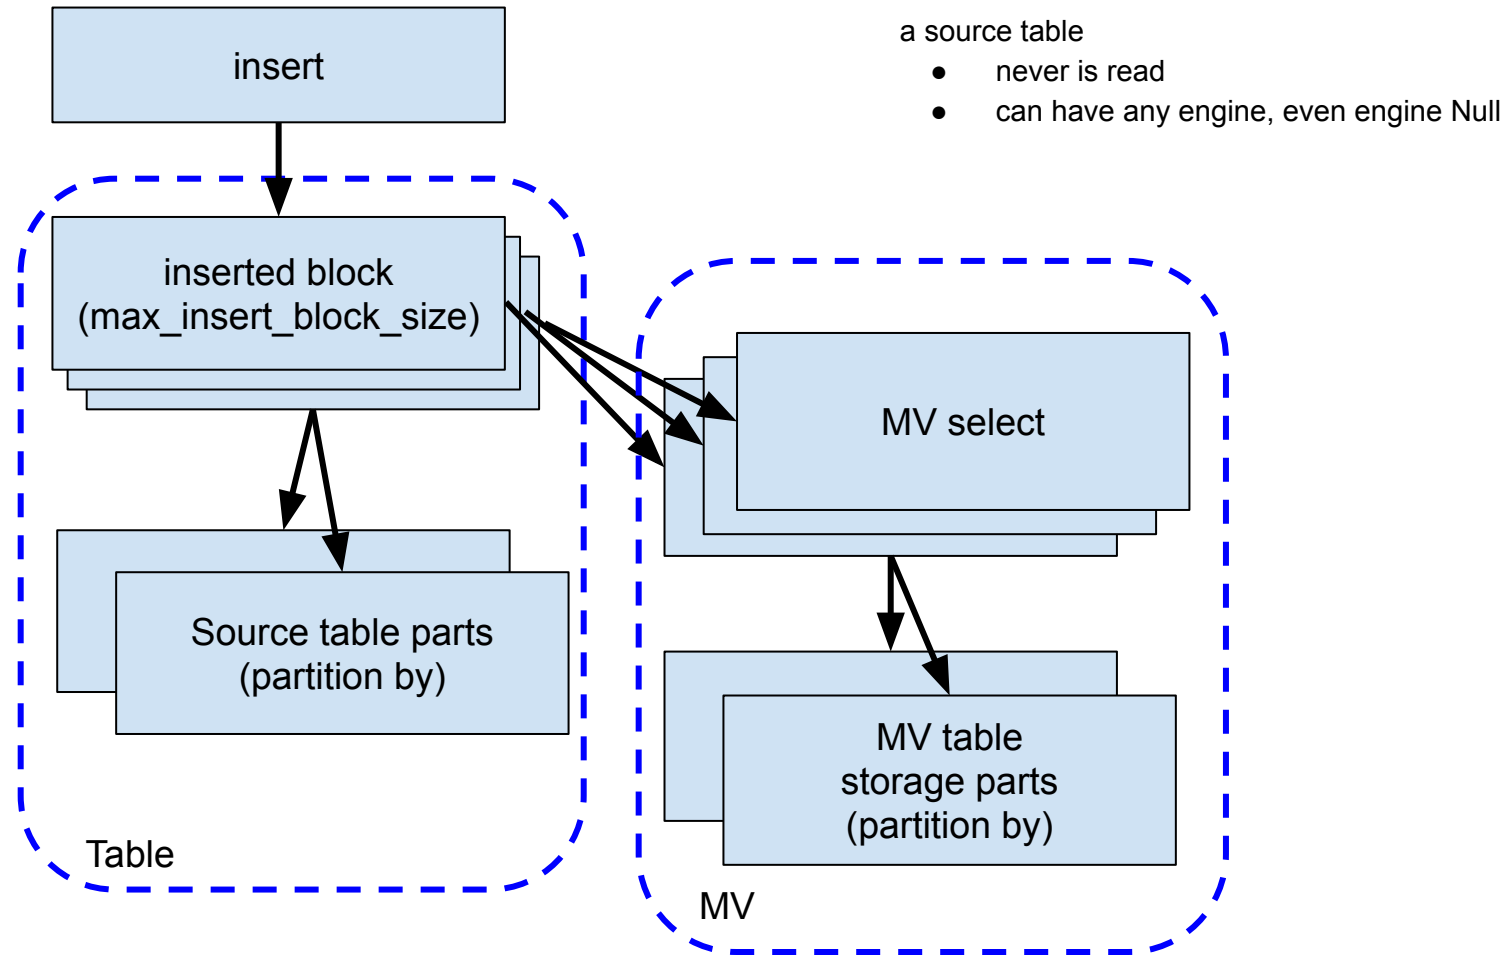 insert
a source table
● never is read
● can have any engine, even engine Null
inserted block
(max_insert_block_size)
MV select
Source table parts
(partition by)
MV table
storage parts
(partition by)
Table
MV